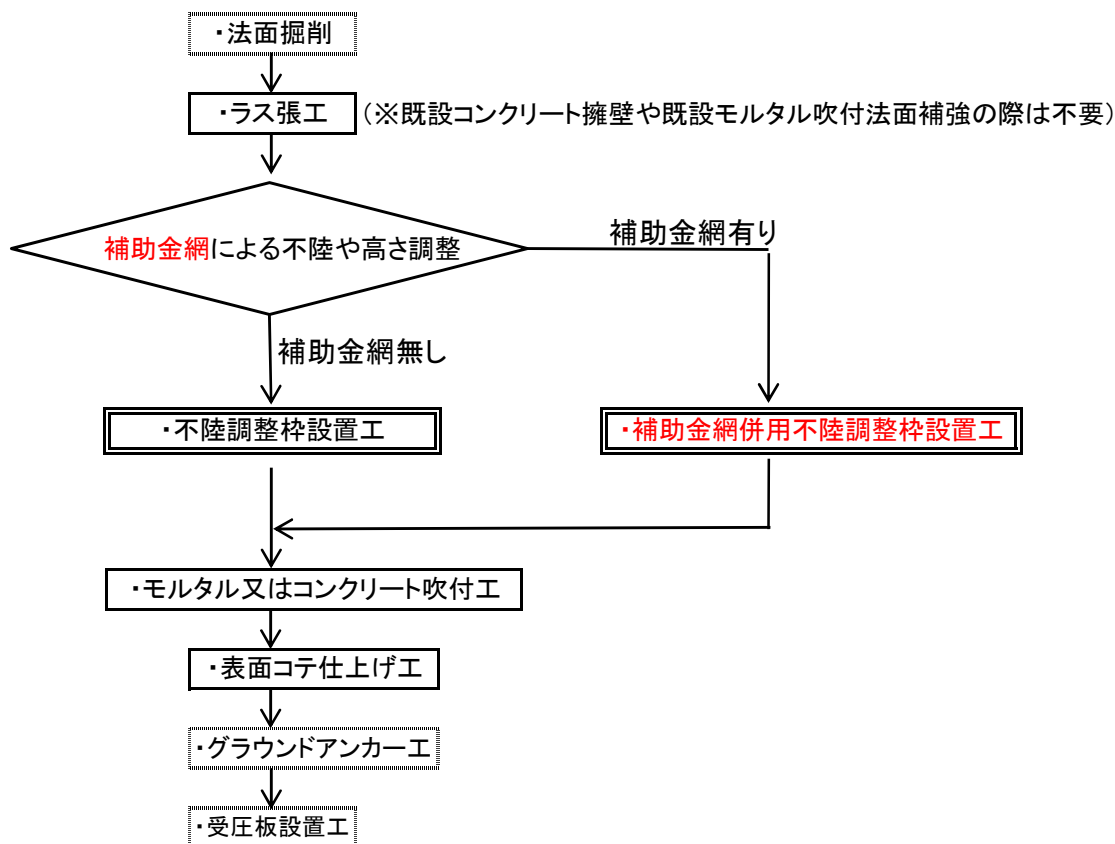 ・法面掘削
・ラス張工 (※既設コンクリート擁壁や既設モルタル吹付法面補強の際は不要)
補助金網による不陸や高さ調整
補助金網有り
補助金網無し
・不陸調整枠設置工
・補助金網併用不陸調整枠設置工
・モルタル又はコンクリート吹付工
・表面コテ仕上げ工
・グラウンドアンカー工
・受圧板設置工